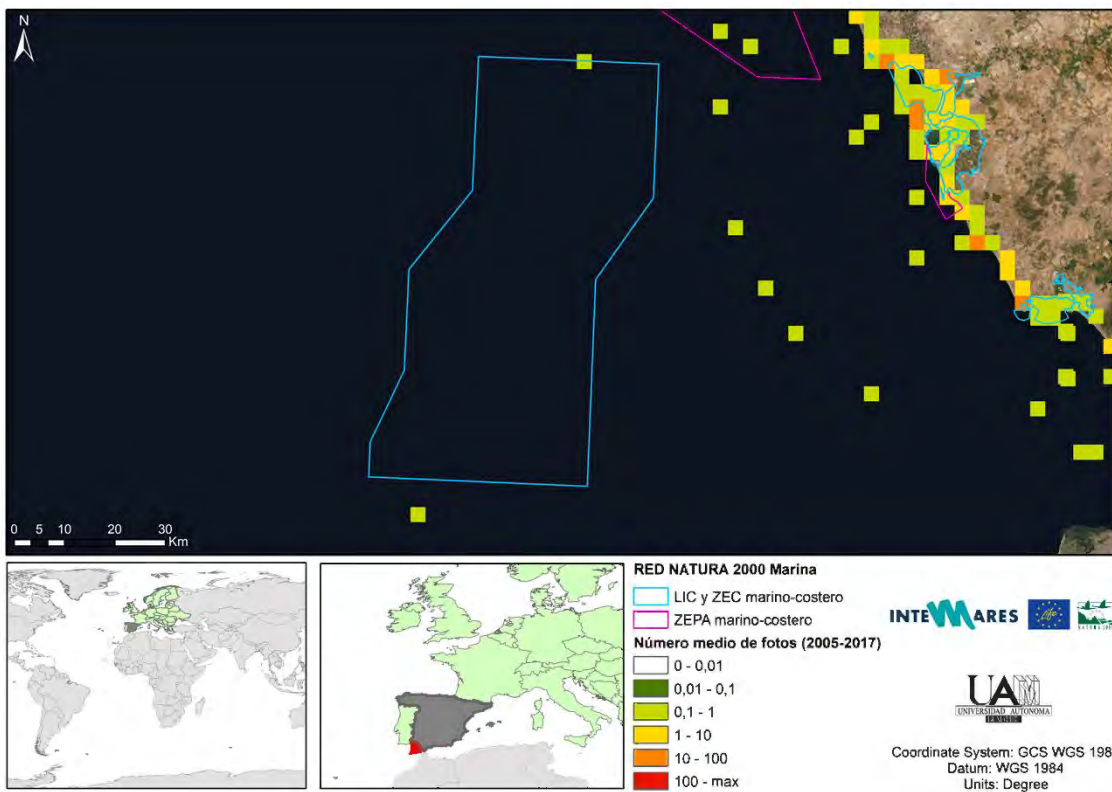 N
0 5 10 20 30
Km
RED NATURA 2000 Marina
LIC y ZEC marino-costero
ZEPA marino-costero
Número medio de fotos (2005-2017)
0 - 0,01
0,01 - 0,1
0,1 - 1
1 - 10
10 - 100
100 - max
INTEMARES
UAM
UNIVERSIDAD AUTONOMA
Coordinate System: GCS WGS 198
Datum: WGS 1984
Units: Degree